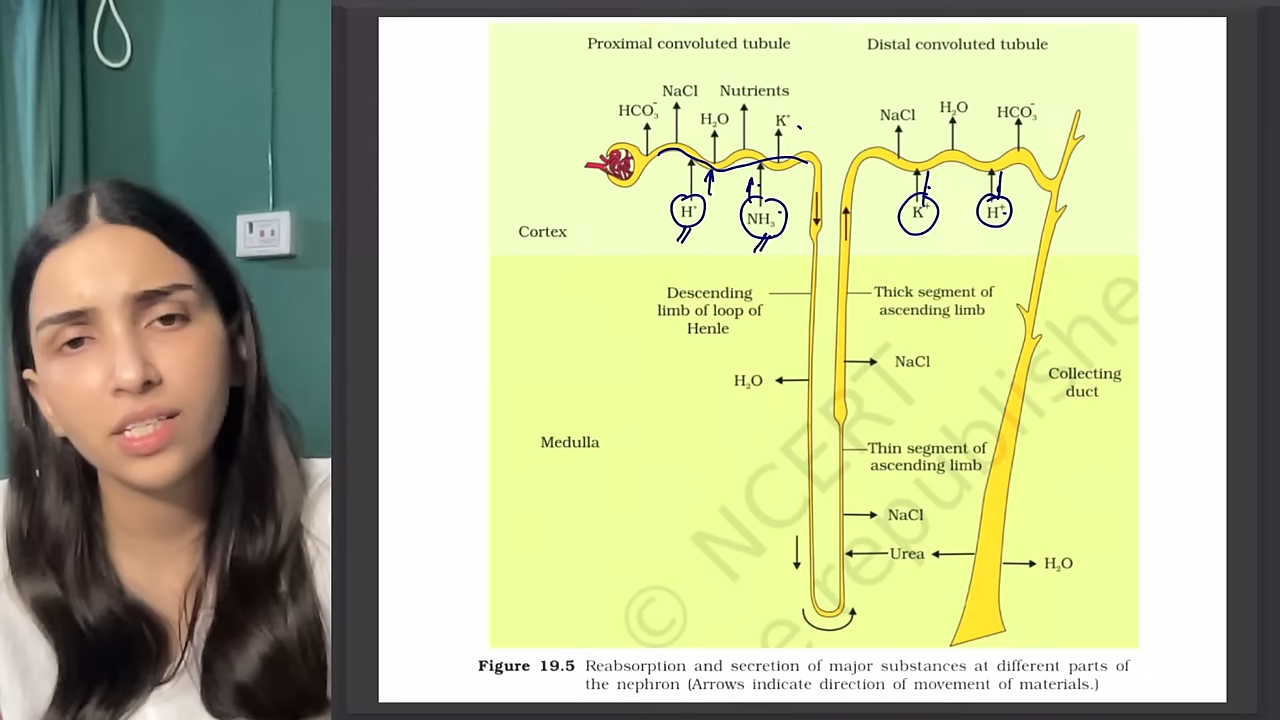 Proximal convoluted tubule
Distal convoluted tubule
NaCl
Nutrients
HCO₃⁻
H₂O
K⁺
NaCl
H₂O
HCO₃⁻
H⁺
NH₃
K⁺
H⁺
Cortex
Descending
limb of loop of
Henle
Thick segment of
ascending limb
NaCl
H₂O
Collecting
duct
Medulla
Thin segment of
ascending limb
NaCl
Urea
H₂O
© NCERT
republishe
Figure 19.5 Reabsorption and secretion of major substances at different parts of
the nephron (Arrows indicate direction of movement of materials.)